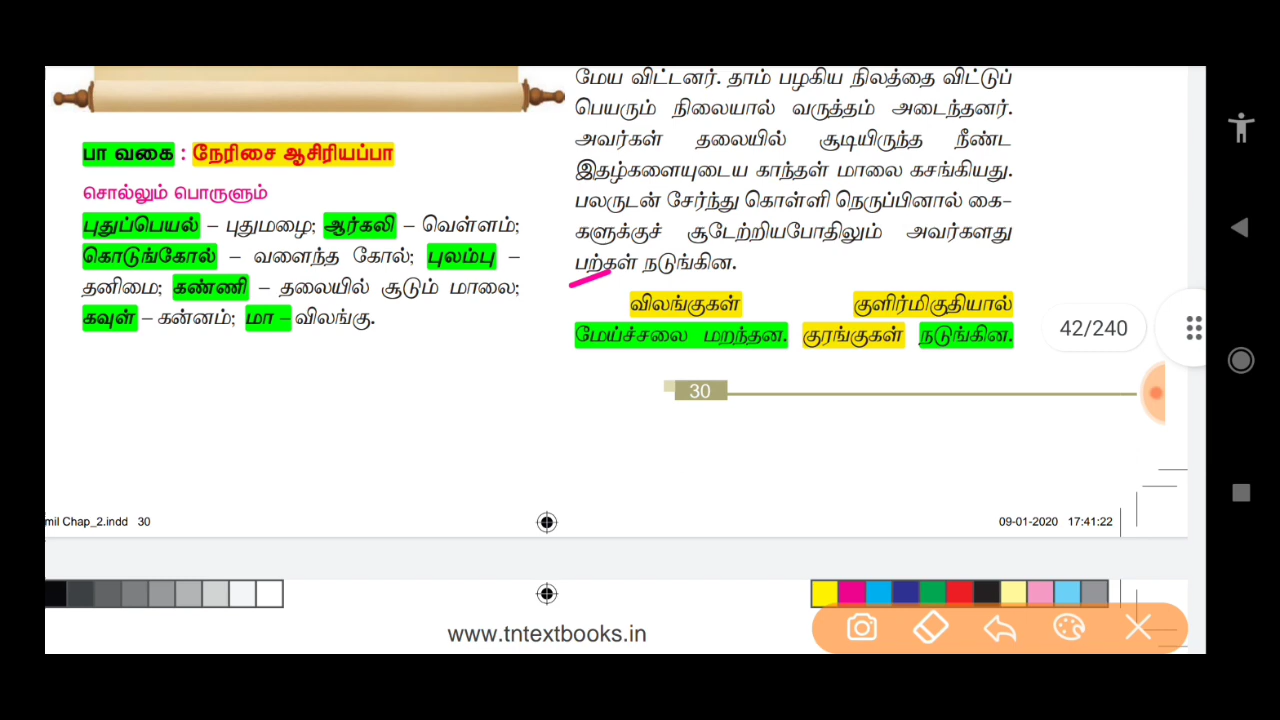 பா வகை : நேரிசை ஆசிரியப்பா
சொல்லும் பொருளும்
புதுப்பெயல் – புதுமழை; ஆர்கலி – வெள்ளம்;
கொடுங்கோல் – வளைந்த கோல்; புலம்பு –
தனிமை; கண்ணி – தலையில் சூடும் மாலை;
கவுள் – கன்னம்; மா – விலங்கு.
மேய விட்டனர். தாம் பழகிய நிலத்தை விட்டுப்
பெயரும் நிலையால் வருத்தம் அடைந்தனர்.
அவர்கள் தலையில் சூடியிருந்த நீண்ட
இதழ்களையுடைய காந்தள் மாலை கசங்கியது.
பலருடன் சேர்ந்து கொள்ளி நெருப்பினால் கை-
களுக்குச் சூடேற்றியபோதிலும் அவர்களது
பற்கள் நடுங்கின.
விலங்குகள் குளிர்மிகுதியால்
மேய்ச்சலை மறந்தன. குரங்குகள் நடுங்கின.
42/240
30
mil Chap_2.indd 30
09-01-2020 17:41:22
www.tntextbooks.in